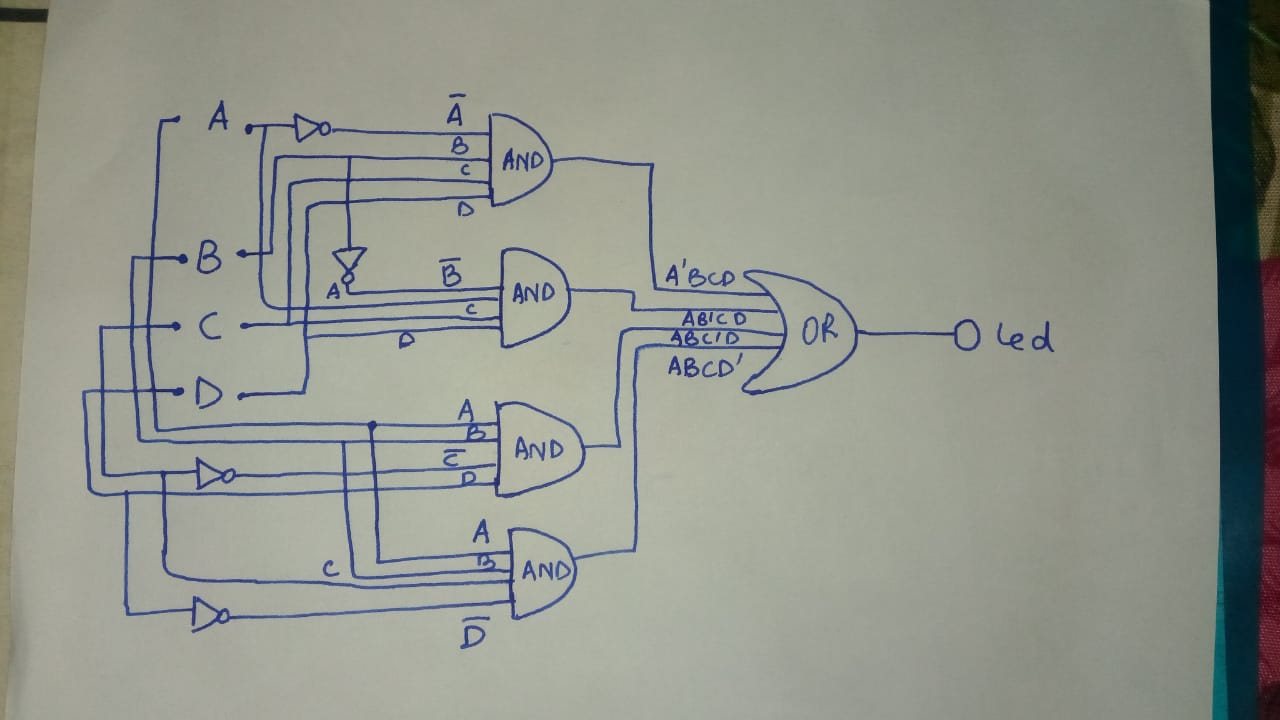 A
A̅
B
C
D
AND
B
B̅
A
C
D
AND
C
D
A'BCD
AB'CD
ABC'D
ABCD'
OR
Led
A
B
C̅
D
AND
A
B
C
AND
D̅